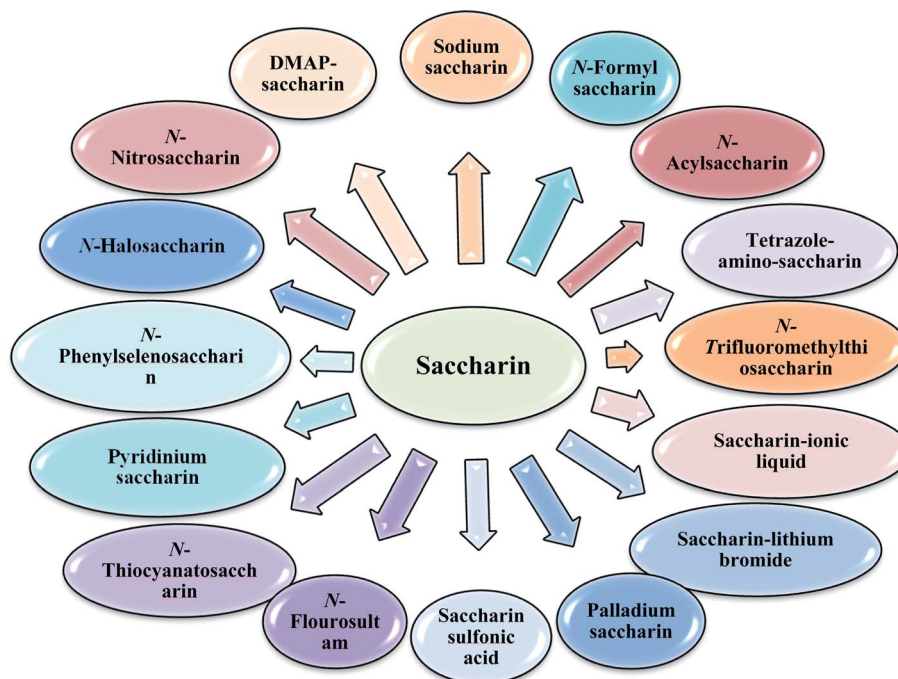 Sodium
saccharin
DMAP-
saccharin
N-Formyl
saccharin
N-
Nitrosaccharin
N-
Acylsaccharin
N-Halosaccharin
Tetrazole-
amino-saccharin
N-
Phenylselenosacchari
n
Saccharin
N-
Trifluoromethylthi
osaccharin
Pyridinium
saccharin
Saccharin-ionic
liquid
N-
Thiocyanatosacch
arin
Saccharin-lithium
bromide
N-
Flourosult
am
Saccharin
sulfonic
acid
Palladium
saccharin